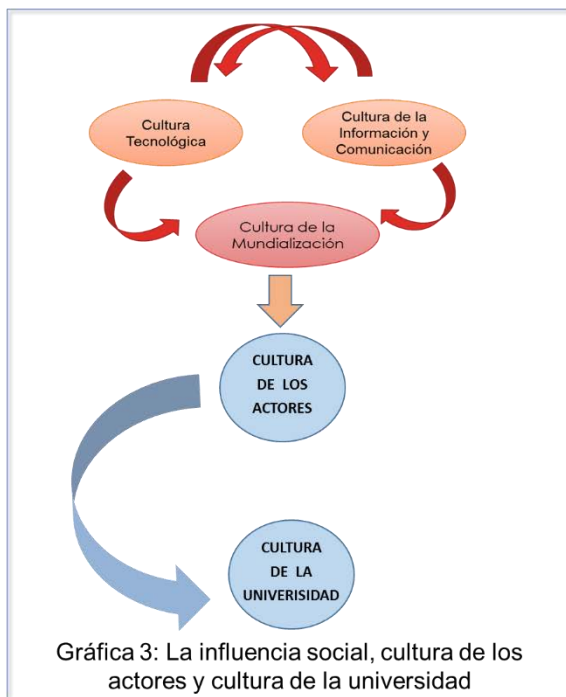 Cultura
Tecnológica
Cultura de la
Información y
Comunicación
Cultura de la
Mundialización
CULTURA
DE LOS
ACTORES
CULTURA
DE LA
UNIVERISIDAD
Gráfica 3: La influencia social, cultura de los
actores y cultura de la universidad